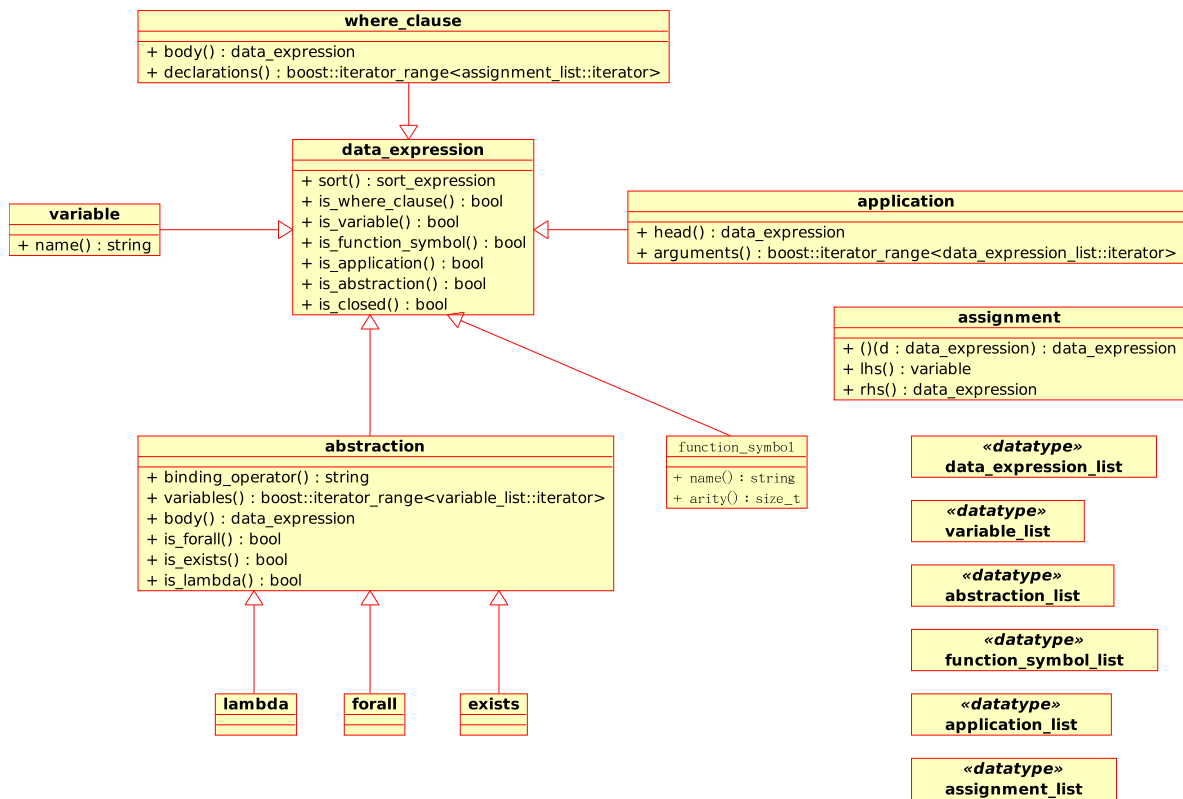 where_clause
+ body() : data_expression
+ declarations() : boost::iterator_range<assignment_list::iterator>
data_expression
+ sort() : sort_expression
+ is_where_clause() : bool
+ is_variable() : bool
+ is_function_symbol() : bool
+ is_application() : bool
+ is_abstraction() : bool
+ is_closed() : bool
variable
+ name() : string
application
+ head() : data_expression
+ arguments() : boost::iterator_range<data_expression_list::iterator>
assignment
+ ()(d : data_expression) : data_expression
+ lhs() : variable
+ rhs() : data_expression
abstraction
+ binding_operator() : string
+ variables() : boost::iterator_range<variable_list::iterator>
+ body() : data_expression
+ is_forall() : bool
+ is_exists() : bool
+ is_lambda() : bool
function_symbol
+ name() : string
+ arity() : size_t
«datatype»
data_expression_list
«datatype»
variable_list
«datatype»
abstraction_list
«datatype»
function_symbol_list
«datatype»
application_list
«datatype»
assignment_list
lambda
forall
exists